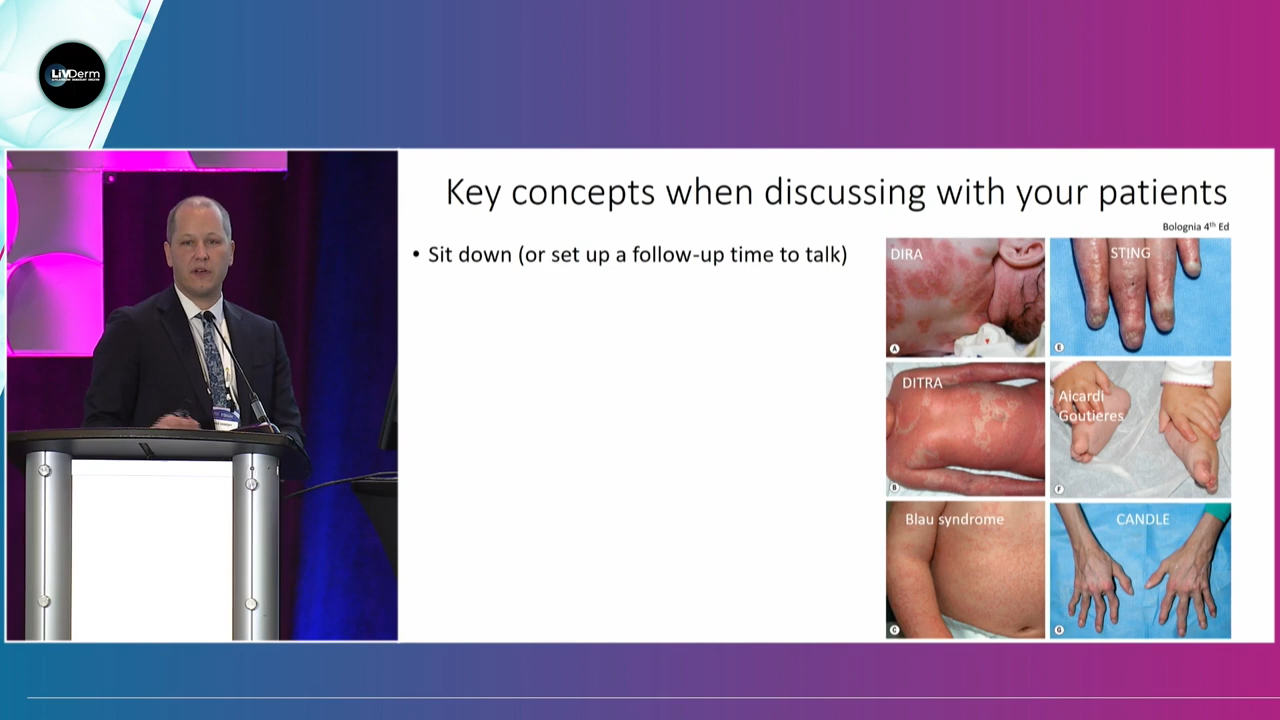 LiVDerm
Key concepts when discussing with your patients
Bolognia 4th Ed
• Sit down (or set up a follow-up time to talk)
DIRA
STING
A
E
DITRA
Aicardi
Goutieres
B
F
Blau syndrome
CANDLE
C
G